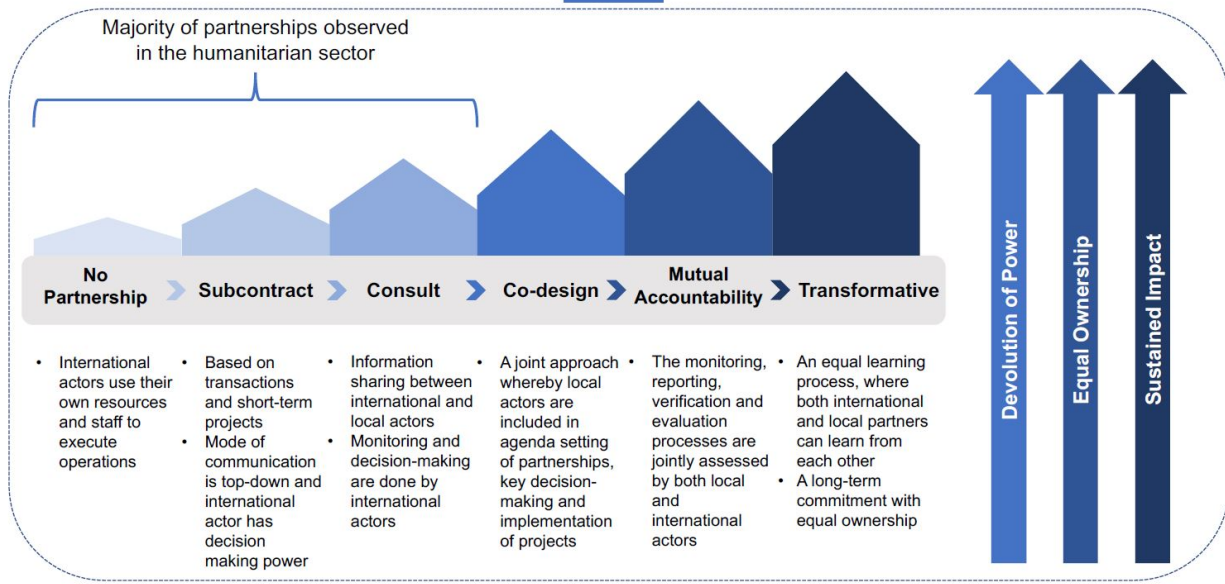 Majority of partnerships observed
in the humanitarian sector
No
Partnership
Subcontract
Consult
Co-design
Mutual
Accountability
Transformative
• International
actors use their
own resources
and staff to
execute
operations
• Based on
transactions
and short-term
projects
• Mode of
communication
is top-down and
international
actor has
decision
making power
• Information
sharing between
international and
local actors
• Monitoring and
decision-making
are done by
international
actors
• A joint approach
whereby local
actors are
included in
agenda setting
of partnerships,
key decision-
making and
implementation
of projects
• The monitoring,
reporting,
verification and
evaluation
processes are
jointly assessed
by both local
and
international
actors
• An equal learning
process, where
both international
and local partners
can learn from
each other
• A long-term
commitment with
equal ownership
Devolution of Power
Equal Ownership
Sustained Impact